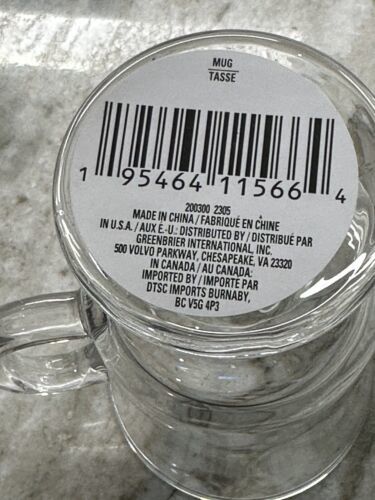 MUG
TASSE
1 95464 11566 4
200300 2305
MADE IN CHINA / FABRIQUÉ EN CHINE
IN U.S.A. / AUX É.-U.: DISTRIBUTED BY / DISTRIBUÉ PAR
GREENBRIER INTERNATIONAL, INC.
500 VOLVO PARKWAY, CHESAPEAKE, VA 23320
IN CANADA / AU CANADA:
IMPORTED BY / IMPORTÉ PAR
DTSC IMPORTS BURNABY,
BC V5G 4P3